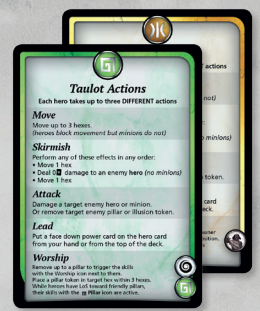 actions
not)
o minions)
token.
card
ack.
Taulot Actions
Each hero takes up to three DIFFERENT actions
Move
Move up to 3 hexes.
(heroes block movement but minions do not)
Skirmish
Perform any of these effects in any order:
• Move 1 hex
• Deal 0 damage to an enemy hero (no minions)
• Move 1 hex
Attack
Damage a target enemy hero or minion.
Or remove target enemy pillar or illusion token.
Lead
Put a face down power card on the hero card
from your hand or from the top of the deck.
Worship
Remove up to a pillar to trigger the skills
with the Worship icon next to them.
Place a pillar token in target hex within 3 hexes.
While heroes have LoS toward friendly pillar,
their skills with the Pillar icon are active.